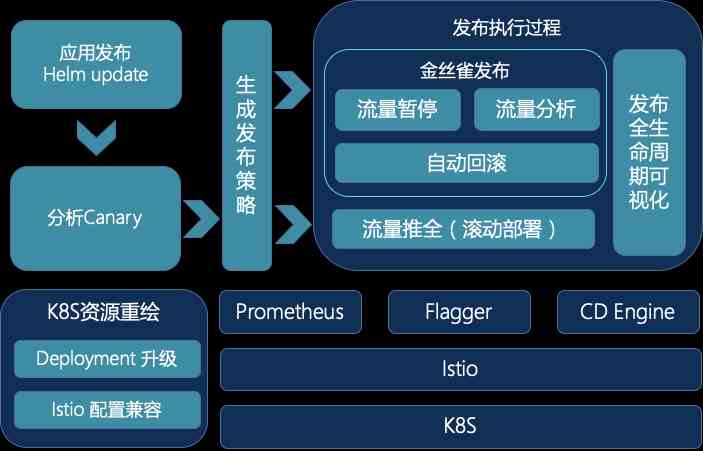 应用发布
Helm update
分析Canary
生成发布策略
发布执行过程
金丝雀发布
流量暂停
流量分析
自动回滚
流量推全（滚动部署）
发布全生命周期可视化
K8S资源重绘
Deployment 升级
Istio 配置兼容
Prometheus
Flagger
CD Engine
Istio
K8S